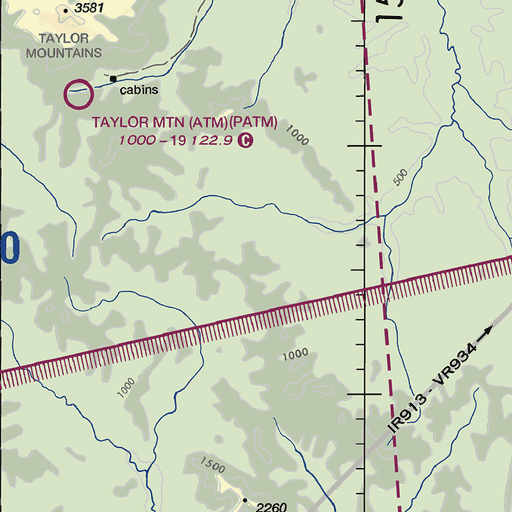 3581
TAYLOR
MOUNTAINS
cabins
TAYLOR MTN (ATM)(PATM)
1000 – 19 122.9 C
1000
500
0
1000
1000
IR913 - VR934
1500
2260